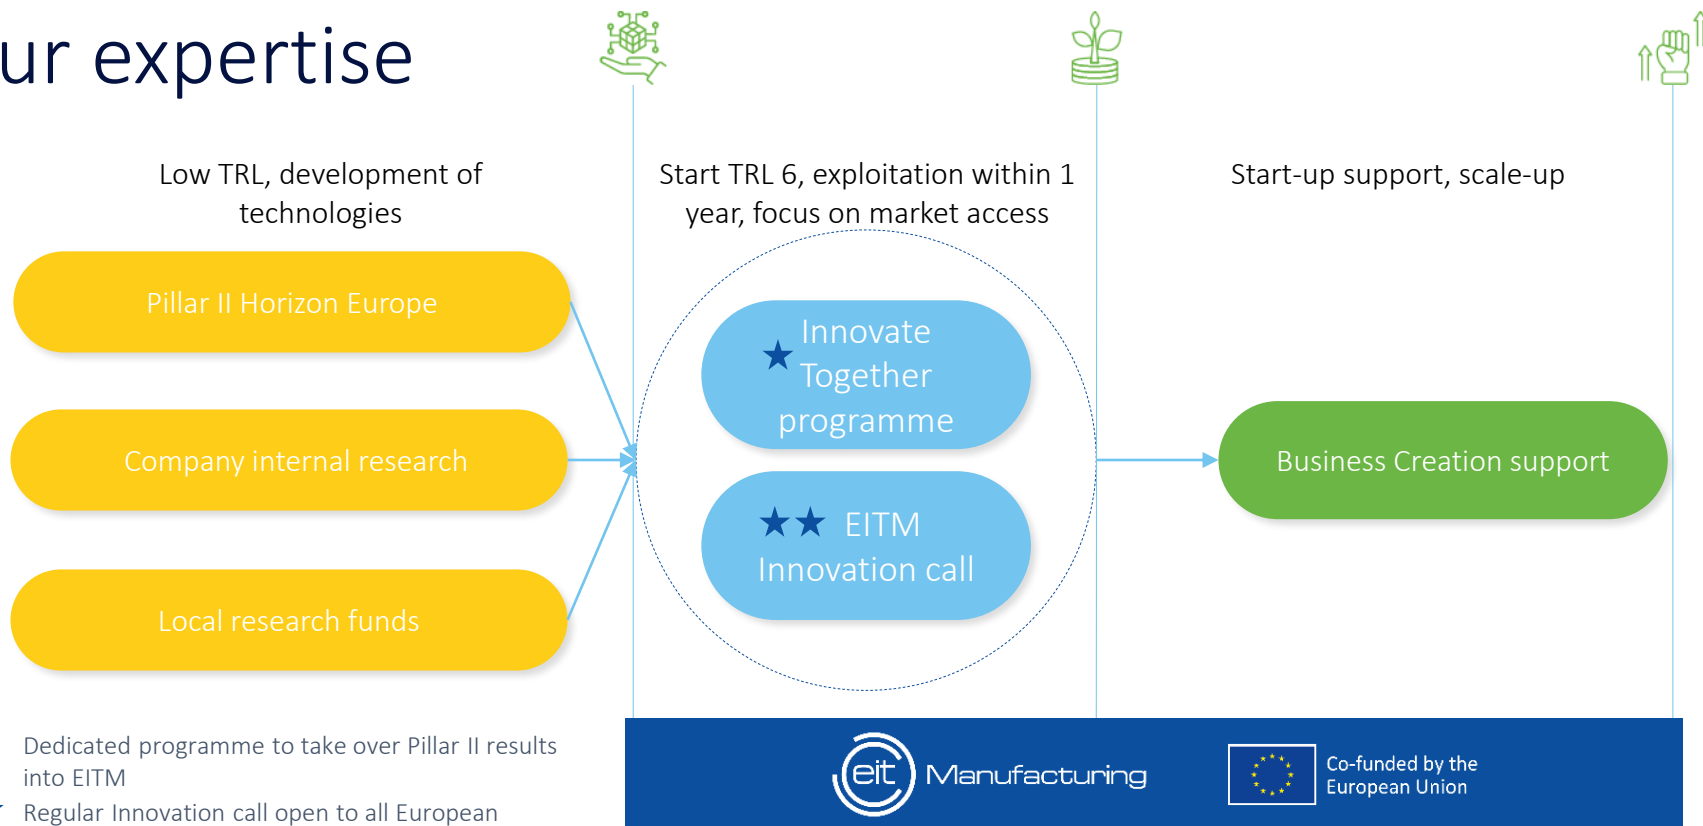 ur expertise
Low TRL, development of
technologies
Start TRL 6, exploitation within 1
year, focus on market access
Start-up support, scale-up
Pillar II Horizon Europe
Company internal research
Local research funds
Innovate
Together
programme
EITM
Innovation call
Business Creation support
Dedicated programme to take over Pillar II results
into EITM
Regular Innovation call open to all European
eit Manufacturing
Co-funded by the
European Union